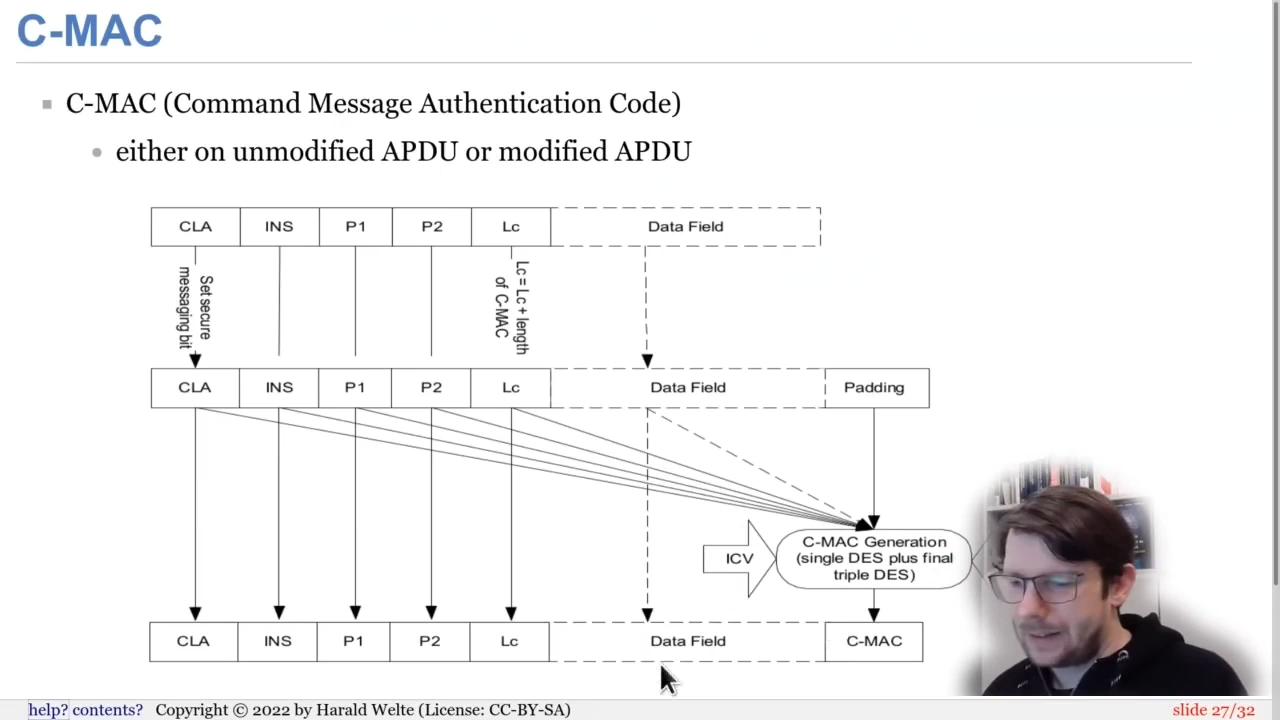 C-MAC
C-MAC (Command Message Authentication Code)
either on unmodified APDU or modified APDU
CLA INS P1 P2 Lc Data Field
Set secure
messaging bit
Lc = Lc + length
of C-MAC
CLA INS P1 P2 Lc Data Field Padding
ICV
C-MAC Generation
(single DES plus final
triple DES)
CLA INS P1 P2 Lc Data Field C-MAC
help? contents? Copyright © 2022 by Harald Welte (License: CC-BY-SA) slide 27/32